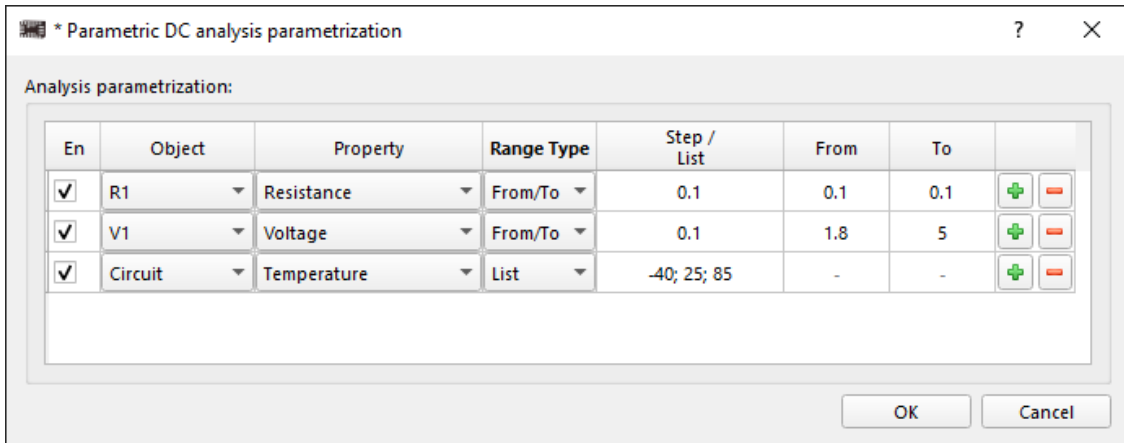 * Parametric DC analysis parametrization ?
Analysis parametrization:
En Object Property Range Type Step / List From To
R1 Resistance From/To 0.1 0.1 0.1
V1 Voltage From/To 0.1 1.8 5
Circuit Temperature List -40; 25; 85 - -
OK Cancel